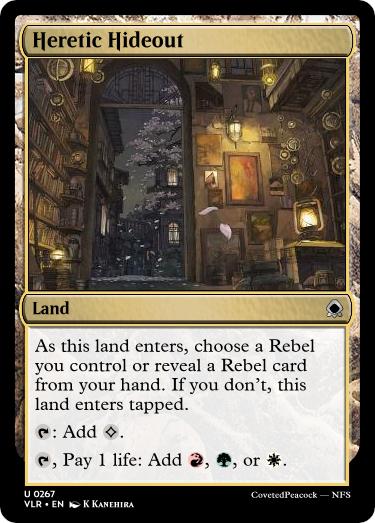 Heretic Hideout
Land
As this land enters, choose a Rebel
you control or reveal a Rebel card
from your hand. If you don't, this
land enters tapped.
: Add .
, Pay 1 life: Add , , or .
U 0267
VLR • EN K Kanehira
CovetedPeacock — NFS